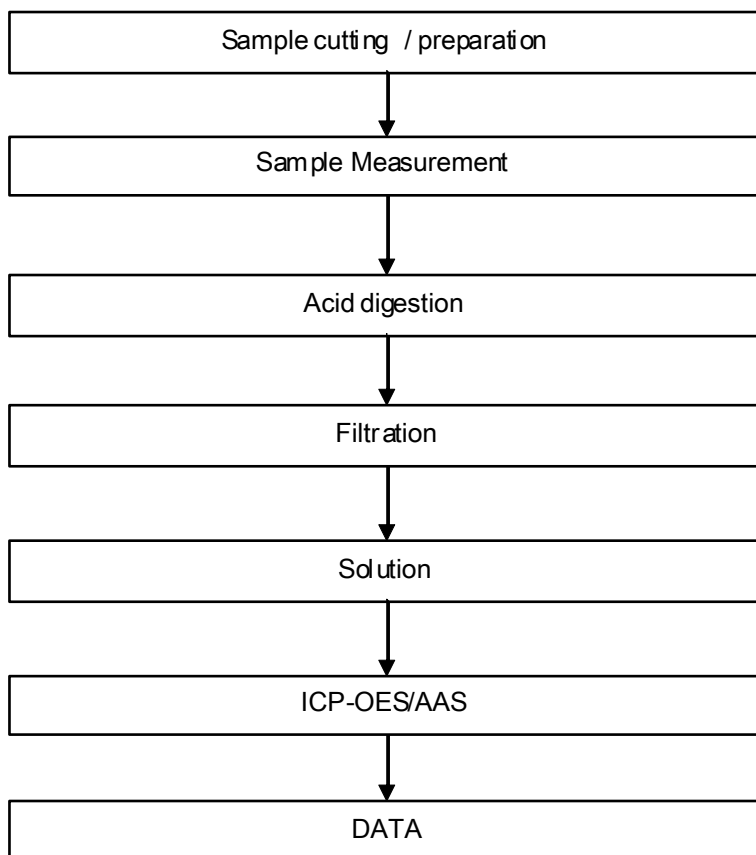 Sample cutting / preparation
Sample Measurement
Acid digestion
Filtration
Solution
ICP-OES/AAS
DATA